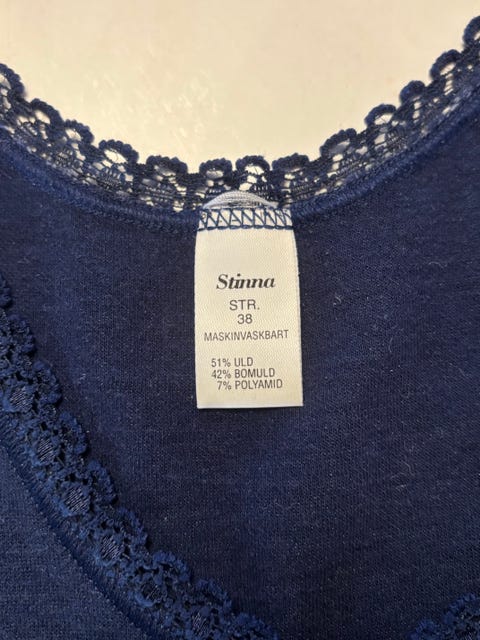 Stinna
STR.
38
MASKINVASKBART
51% ULD
42% BOMULD
7% POLYAMID